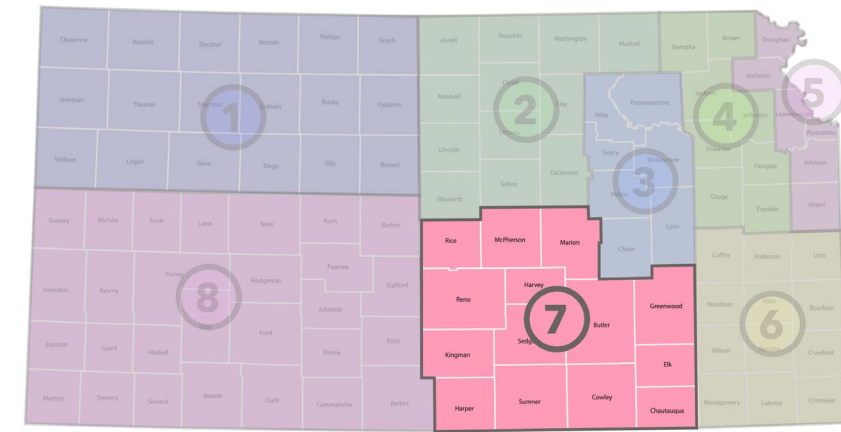 Cheyenne
Rawlins
Decatur
Norton
Phillips
Smith
Jewell
Republic
Washington
Marshall
Nemaha
Brown
Doniphan
Sherman
Thomas
Sheridan
Graham
Rooks
Osborne
Mitchell
Cloud
Clay
Riley
Pottawatomie
Jackson
Atchison
Jefferson
Leavenworth
Wyandotte
1
2
3
4
5
Wallace
Logan
Gove
Trego
Ellis
Russell
Lincoln
Ottawa
Saline
Dickinson
Ellsworth
Geary
Wabaunsee
Morris
Chase
Lyon
Shawnee
Douglas
Osage
Franklin
Johnson
Miami
Greeley
Wichita
Scott
Lane
Ness
Rush
Barton
Rice
McPherson
Marion
Coffey
Anderson
Linn
Hamilton
Kearny
Finney
Hodgeman
Pawnee
Stafford
Reno
Harvey
Butler
Greenwood
Woodson
Allen
Bourbon
8
7
6
Gray
Ford
Edwards
Stanton
Grant
Haskell
Kiowa
Pratt
Kingman
Sedg
Elk
Wilson
Crawford
Morton
Stevens
Seward
Meade
Clark
Commanche
Barber
Harper
Sumner
Cowley
Chautauqua
Montgomery
Labette
Cherokee